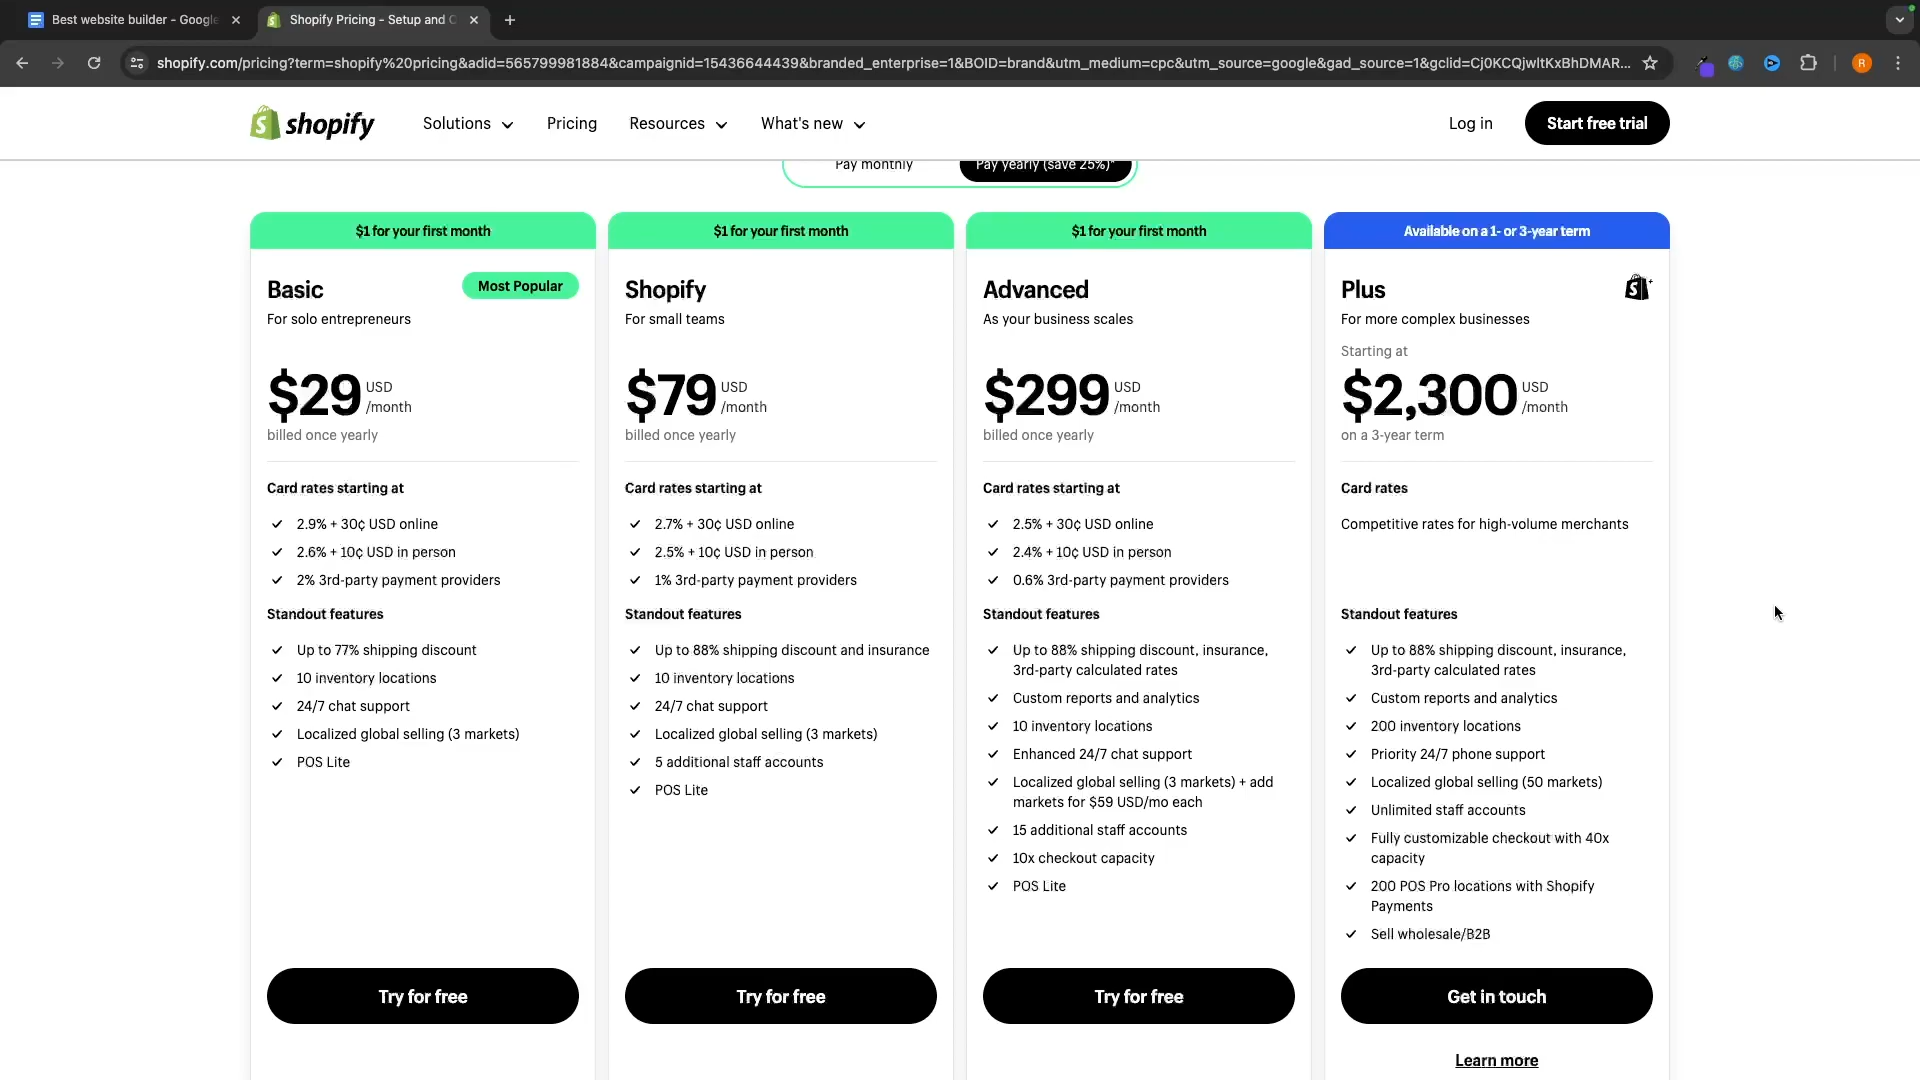 Best website builder - Google
Shopify Pricing - Setup and C
shopify.com/pricing?term=shopify%20pricing&adid=565799981884&campaignid=15436644439&branded_enterprise=1&BOID=brand&utm_medium=cpc&utm_source=google&gad_source=1&gclid=Cj0KCQjwltKxBhDMAR...
R
shopify
Solutions
Pricing
Resources
What's new
Log in
Start free trial
Pay monthly
Pay yearly (save 25%)*
$1 for your first month
Basic
Most Popular
For solo entrepreneurs
$29 USD
/month
billed once yearly
Card rates starting at
2.9% + 30¢ USD online
2.6% + 10¢ USD in person
2% 3rd-party payment providers
Standout features
Up to 77% shipping discount
10 inventory locations
24/7 chat support
Localized global selling (3 markets)
POS Lite
Try for free
$1 for your first month
Shopify
For small teams
$79 USD
/month
billed once yearly
Card rates starting at
2.7% + 30¢ USD online
2.5% + 10¢ USD in person
1% 3rd-party payment providers
Standout features
Up to 88% shipping discount and insurance
10 inventory locations
24/7 chat support
Localized global selling (3 markets)
5 additional staff accounts
POS Lite
Try for free
$1 for your first month
Advanced
As your business scales
$299 USD
/month
billed once yearly
Card rates starting at
2.5% + 30¢ USD online
2.4% + 10¢ USD in person
0.6% 3rd-party payment providers
Standout features
Up to 88% shipping discount, insurance,
3rd-party calculated rates
Custom reports and analytics
10 inventory locations
Enhanced 24/7 chat support
Localized global selling (3 markets) + add
markets for $59 USD/mo each
15 additional staff accounts
10x checkout capacity
POS Lite
Try for free
Available on a 1- or 3-year term
Plus
For more complex businesses
Starting at
$2,300 USD
/month
on a 3-year term
Card rates
Competitive rates for high-volume merchants
Standout features
Up to 88% shipping discount, insurance,
3rd-party calculated rates
Custom reports and analytics
200 inventory locations
Priority 24/7 phone support
Localized global selling (50 markets)
Unlimited staff accounts
Fully customizable checkout with 40x
capacity
200 POS Pro locations with Shopify
Payments
Sell wholesale/B2B
Get in touch
Learn more